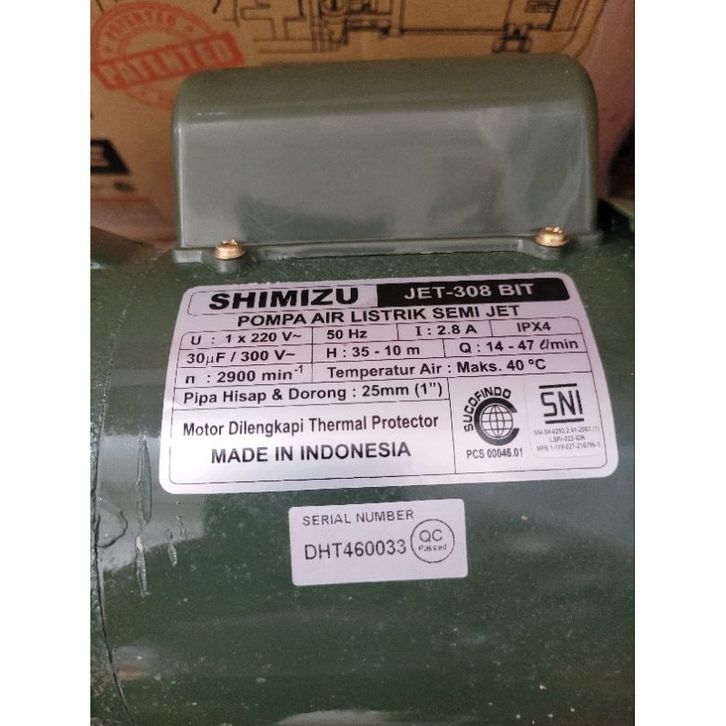 PATENTED
PATENTED
SHIMIZU JET-308 BIT
POMPA AIR LISTRIK SEMI JET
U : 1 x 220 V~ 50 Hz I : 2.8 A IPX4
30µF / 300 V~ H : 35 - 10 m Q : 14 - 47 ℓ/min
n : 2900 min⁻¹ Temperatur Air : Maks. 40 °C
Pipa Hisap & Dorong : 25mm (1")
Motor Dilengkapi Thermal Protector
MADE IN INDONESIA
SUCOFINDO
PCS 00046.01
SNI
SERIAL NUMBER
DHT460033
QC
Passed